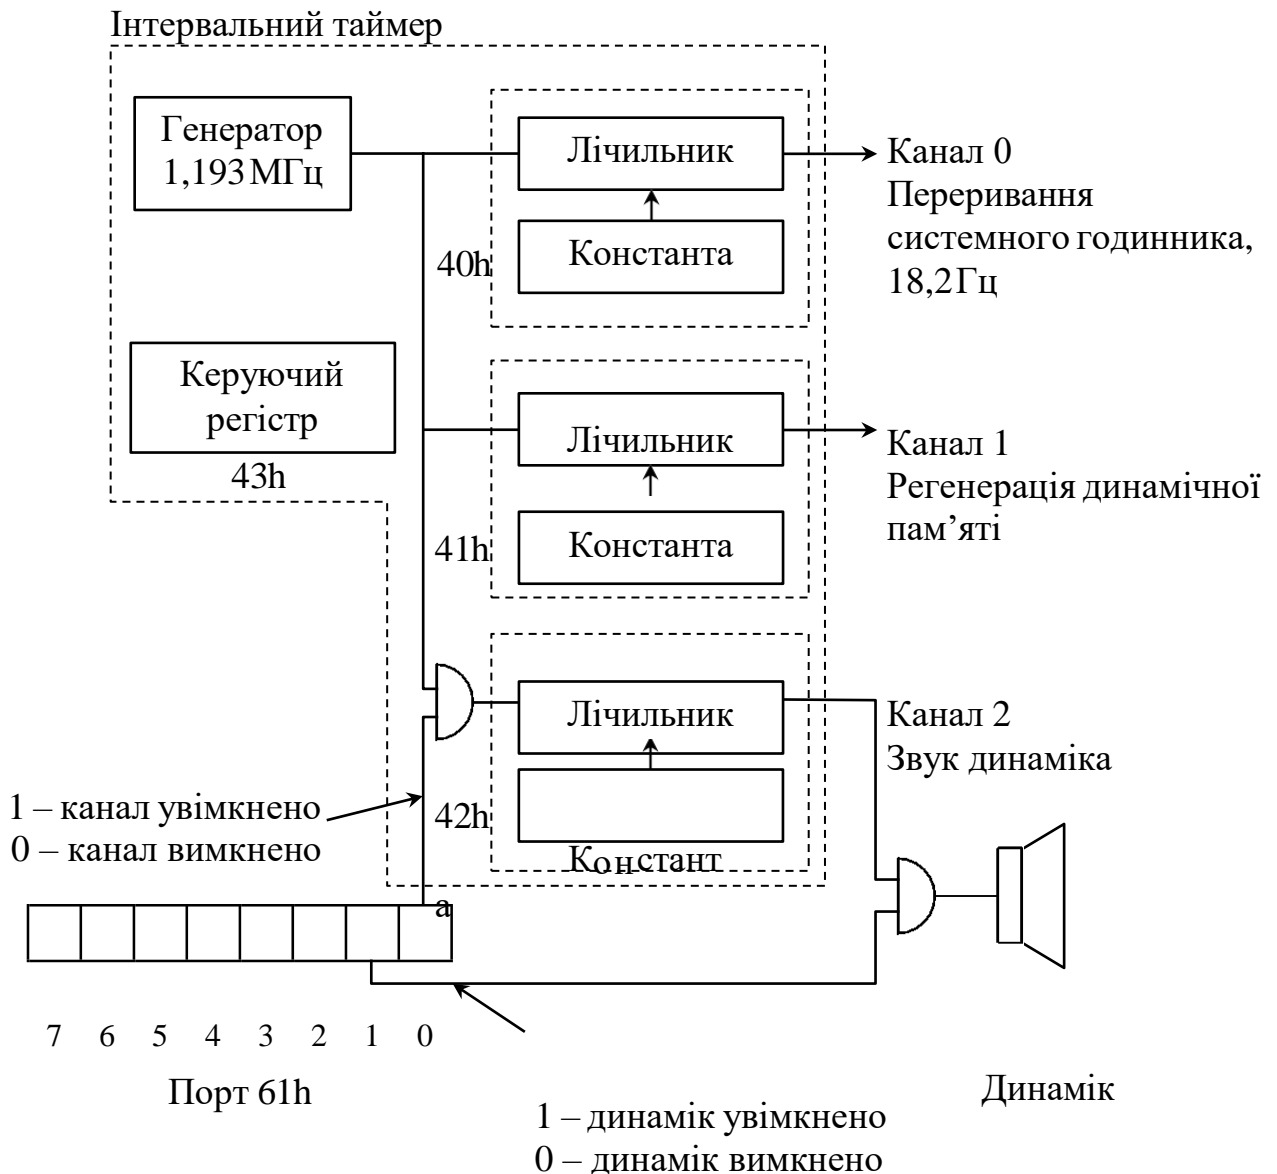 Інтервальний таймер
Генератор
1,193 МГц
Лічильник
Константа
40h
Канал 0
Переривання
системного годинника,
18,2 Гц
Керуючий
регістр
43h
Лічильник
Константа
41h
Канал 1
Регенерація динамічної
пам’яті
Лічильник
42h
Констант
а
Канал 2
Звук динаміка
1 – канал увімкнено
0 – канал вимкнено
7 6 5 4 3 2 1 0
Порт 61h
Динамік
1 – динамік увімкнено
0 – динамік вимкнено